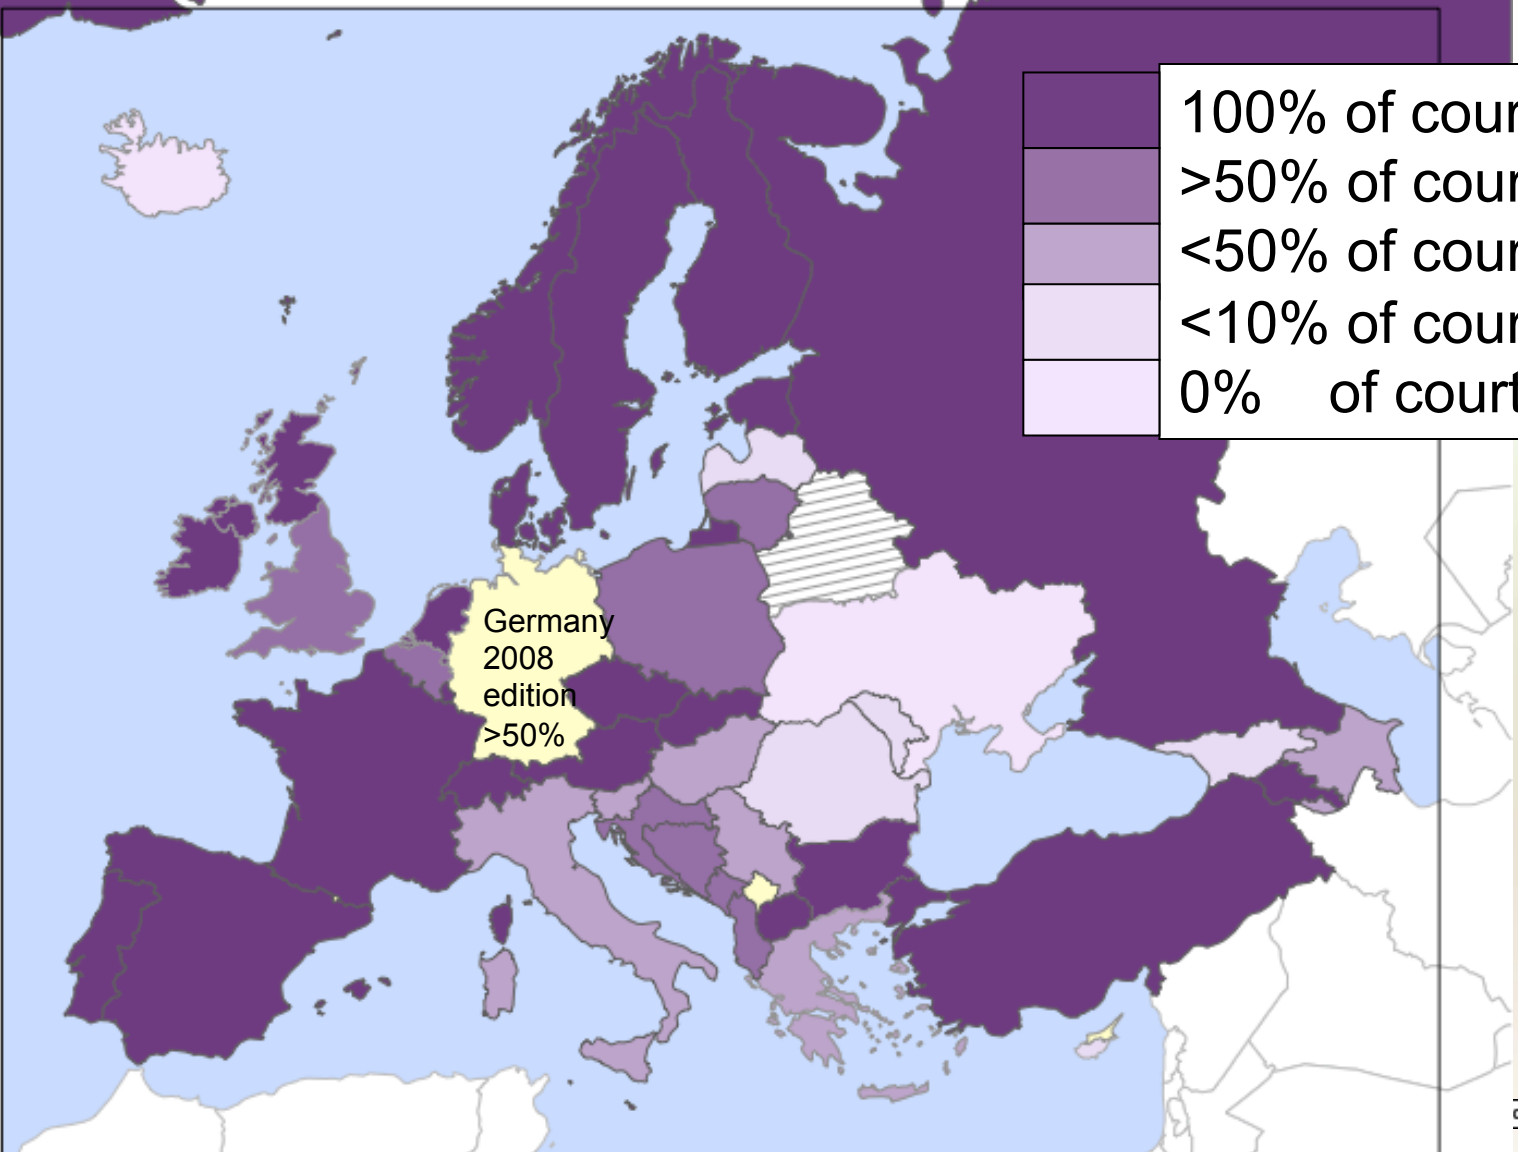 100% of cour
>50% of cour
<50% of cour
<10% of cour
0% of court
Germany
2008
edition
>50%